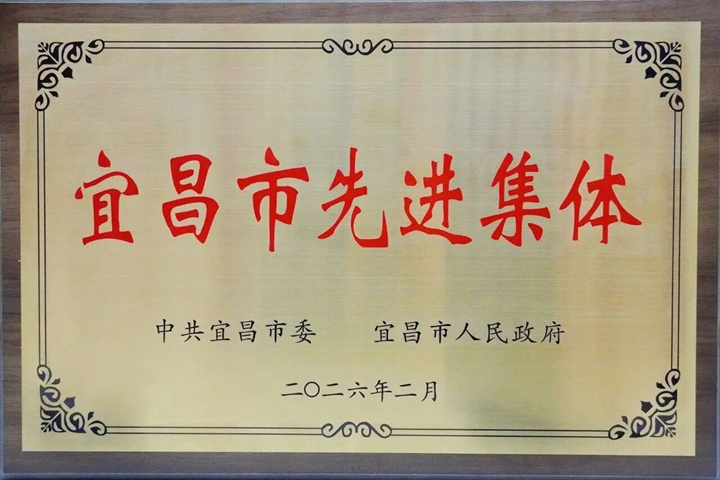 宜昌市先进集体
中共宜昌市委 宜昌市人民政府
二〇二六年二月